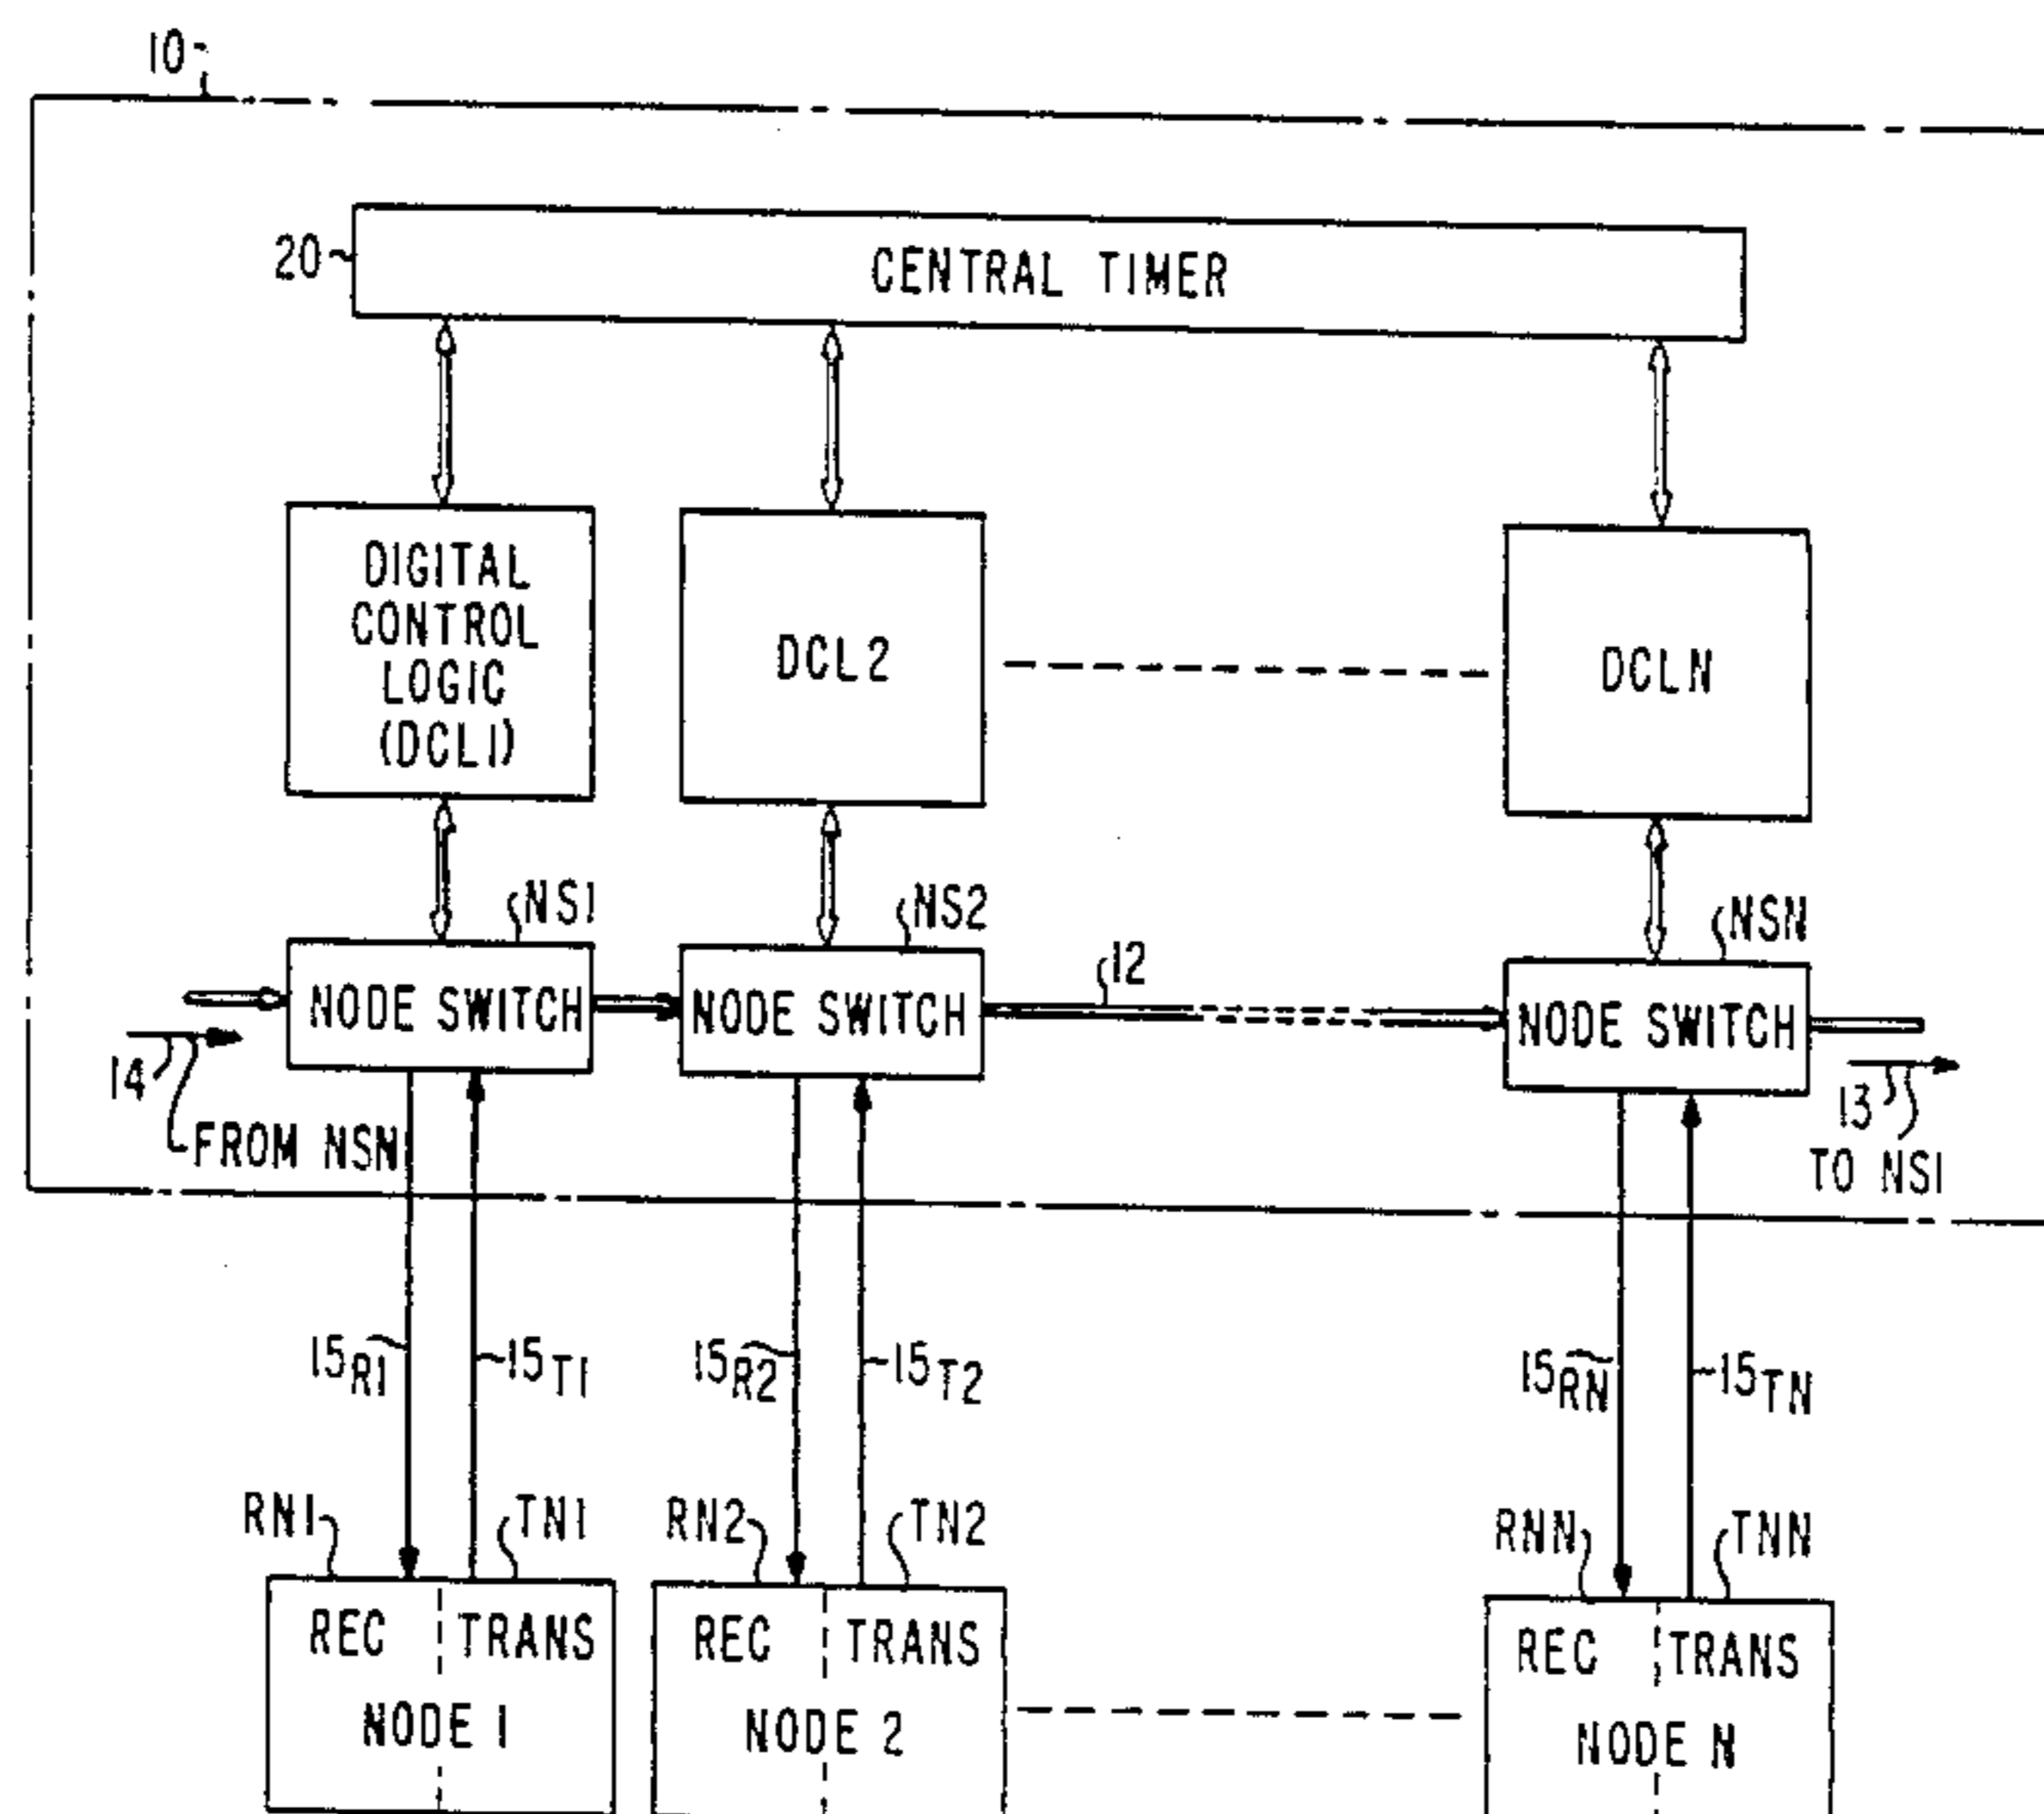 10
20
CENTRAL TIMER
DIGITAL
CONTROL
LOGIC
(DCL1)
DCL2
DCLN
NS1
NS2
12
NSN
NODE SWITCH
NODE SWITCH
NODE SWITCH
14
FROM NSN
13
TO NS1
15R1
15T1
15R2
15T2
15RN
15TN
RN1
TN1
RN2
TN2
RNN
TNN
REC
TRANS
NODE 1
REC
TRANS
NODE 2
REC
TRANS
NODE N